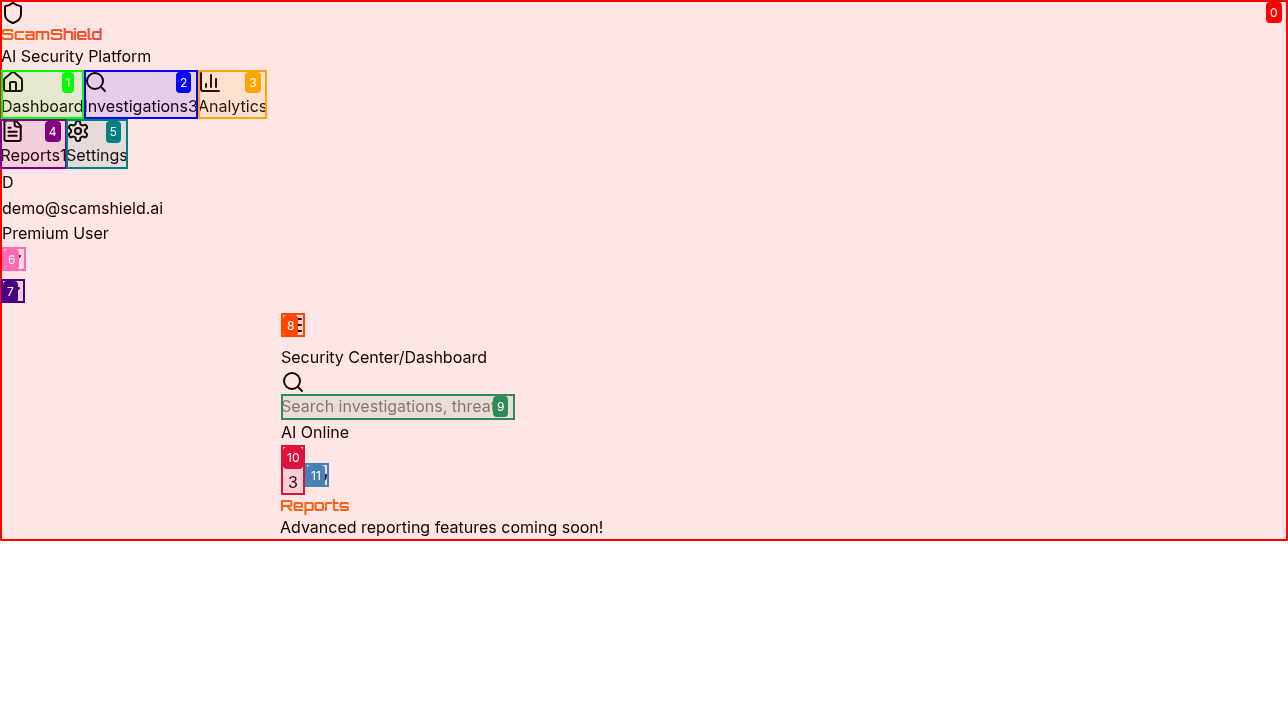 0
ScamShield
AI Security Platform
1 2 3
Dashboard Investigations3 Analytics
4 5
Reports1 Settings
D
demo@scamshield.ai
Premium User
6
7
8
Security Center/Dashboard
Search investigations, threat 9
AI Online
10
11
3
Reports
Advanced reporting features coming soon!